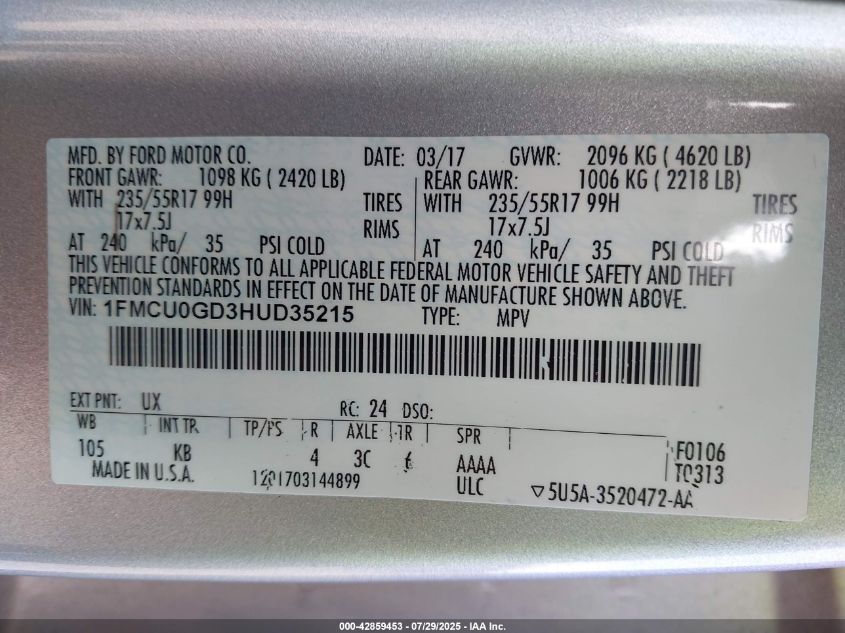 MFD. BY FORD MOTOR CO. DATE: 03/17 GVWR: 2096 KG ( 4620 LB)
FRONT GAWR: 1098 KG ( 2420 LB) REAR GAWR: 1006 KG ( 2218 LB)
WITH 235/55R17 99H TIRES WITH 235/55R17 99H TIRES
17x7.5J RIMS 17x7.5J RIMS
AT 240 kPa/ 35 PSI COLD AT 240 kPa/ 35 PSI COLD
THIS VEHICLE CONFORMS TO ALL APPLICABLE FEDERAL MOTOR VEHICLE SAFETY AND THEFT
PREVENTION STANDARDS IN EFFECT ON THE DATE OF MANUFACTURE SHOWN ABOVE.
VIN: 1FMCU0GD3HUD35215 TYPE: MPV
EXT PNT: UX RC: 24 DSO:
WB INT TR TP/PS R AXLE TR SPR
105 KB 4 3C 6 AAAA F0106
MADE IN U.S.A. 1201703144899 ULC T0313
▽5U5A-3520472-AA
000-42859453 - 07/29/2025 - IAA Inc.